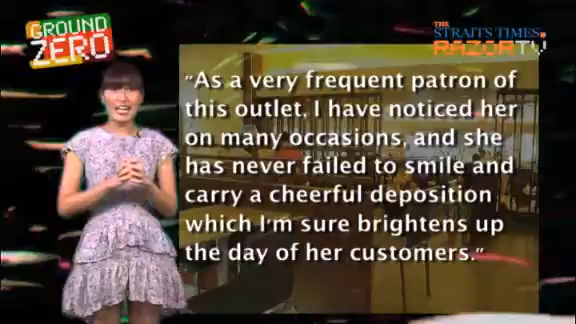 GROUND
ZERO
THE
STRAITS TIMES
RAZORTV
"As a very frequent patron of
this outlet, I have noticed her
on many occasions, and she
has never failed to smile and
carry a cheerful deposition
which I'm sure brightens up
the day of her customers."